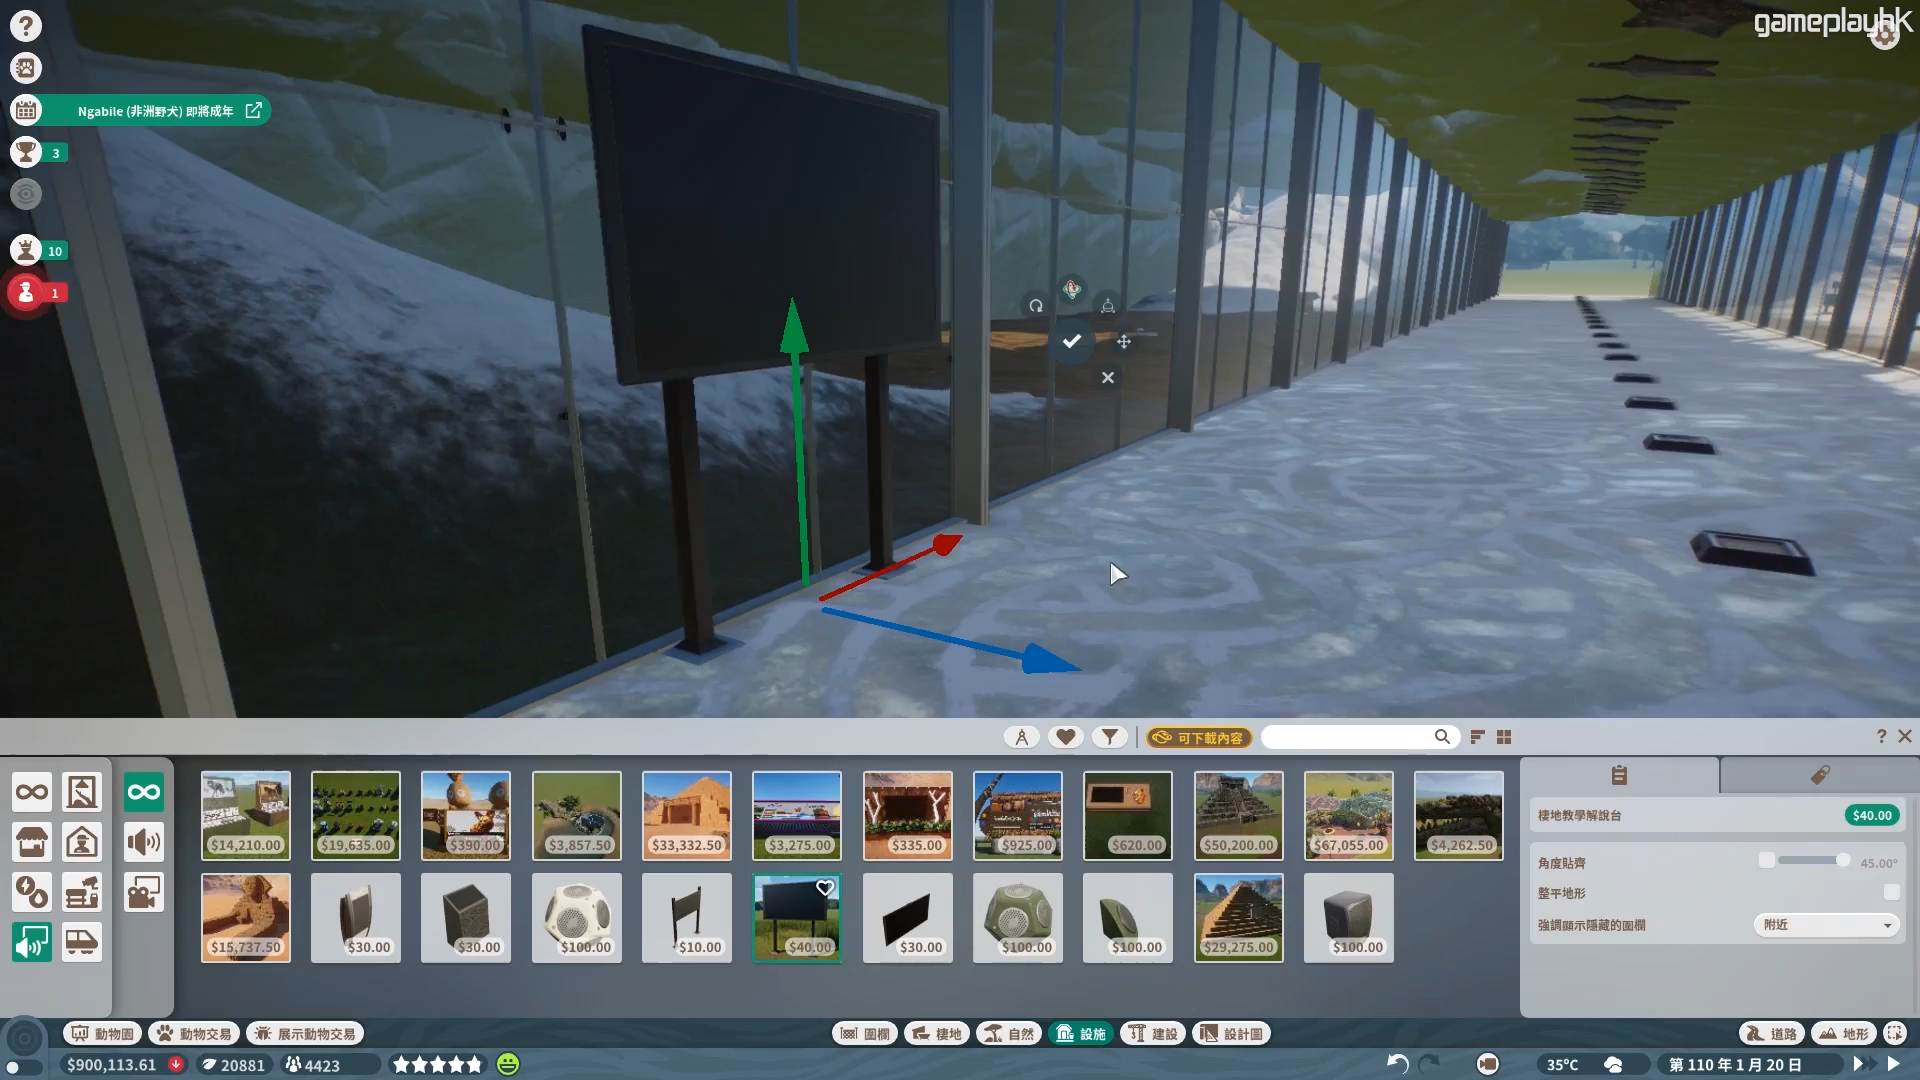 gameplayhk
?
Ngabile (非洲野犬) 即將成年
3
10
1
可下載內容
?
$14,210.00
$19,635.00
$390.00
$3,857.50
$33,332.50
$3,275.00
$335.00
$925.00
$620.00
$50,200.00
$67,055.00
$4,262.50
$15,737.50
$30.00
$30.00
$100.00
$10.00
$40.00
$30.00
$100.00
$100.00
$29,275.00
$100.00
棲地教學解說台
$40.00
角度貼齊
45.00°
整平地形
強調顯示隱藏的圍欄
附近
動物園
動物交易
展示動物交易
圍欄
棲地
自然
設施
建設
設計圖
道路
地形
$900,113.61
20881
4423
35°C
第 110 年 1 月 20 日